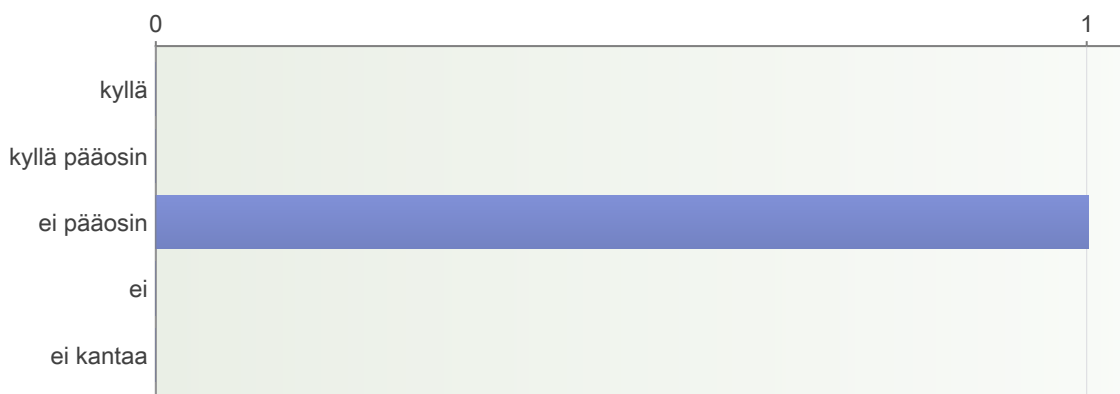 0 1
kyllä
kyllä pääosin
ei pääosin
ei
ei kantaa